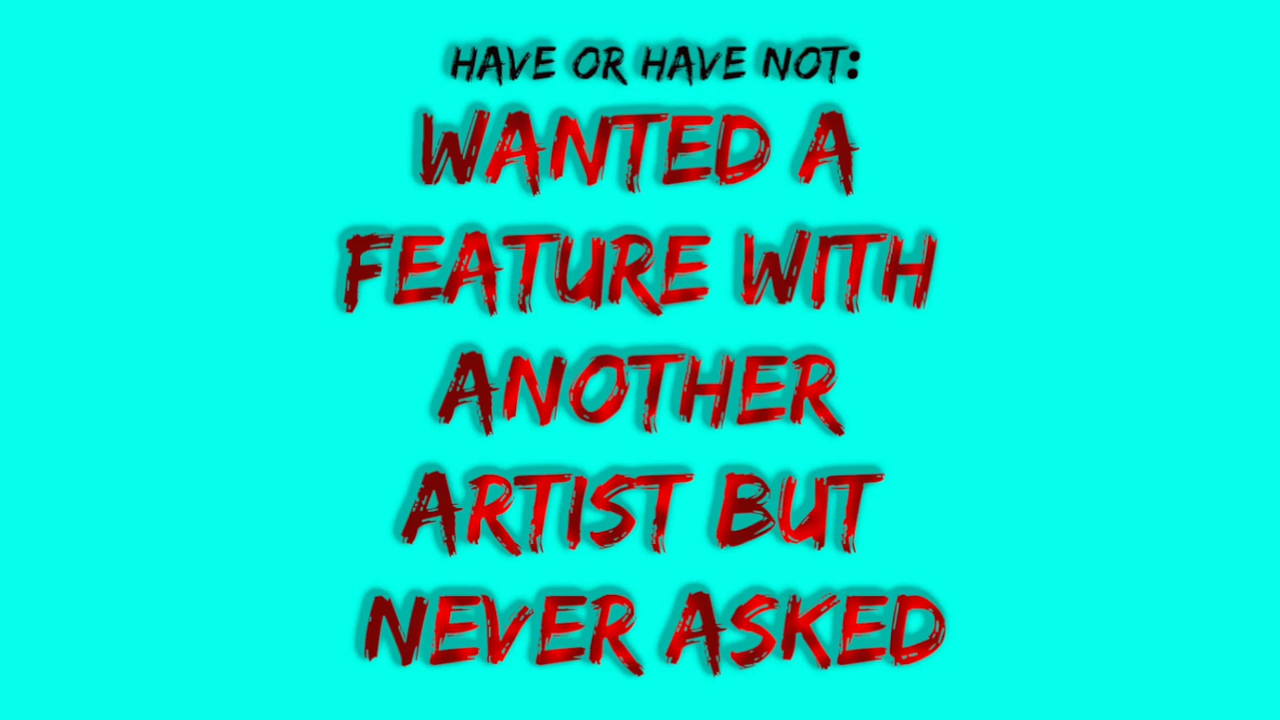 HAVE OR HAVE NOT:
WANTED A
FEATURE WITH
ANOTHER
ARTIST BUT
NEVER ASKED